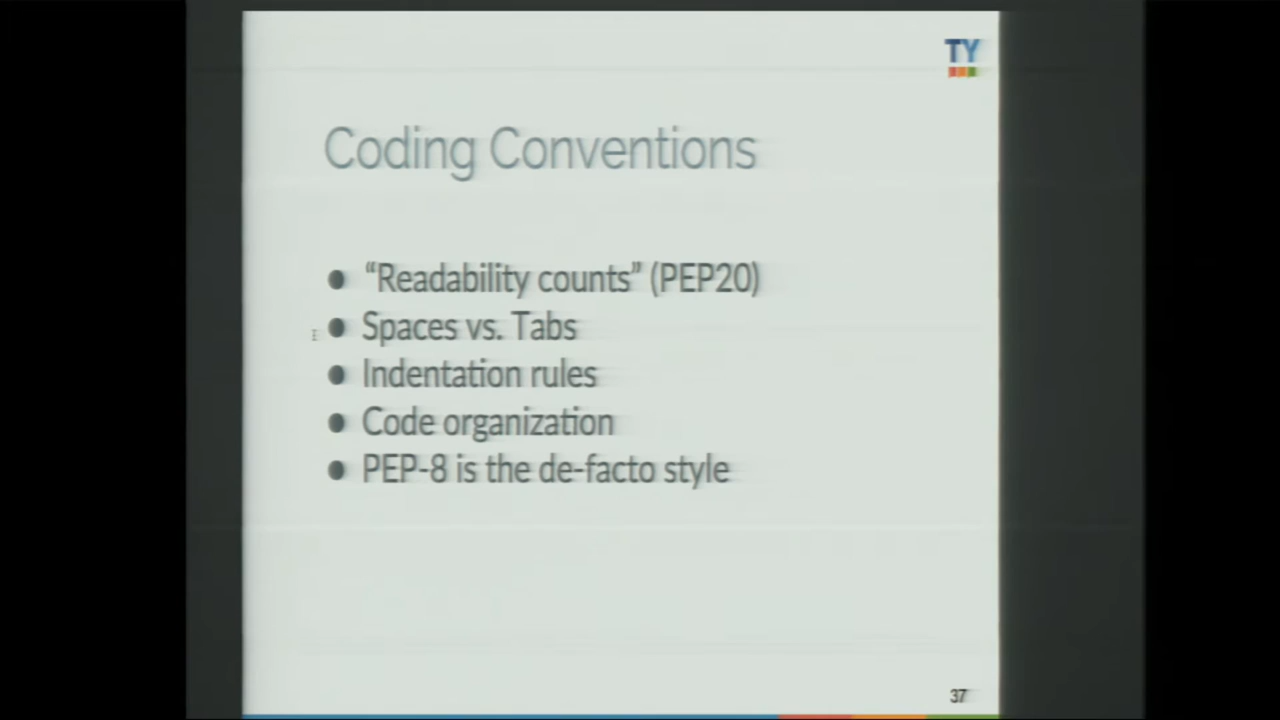 TY
Coding Conventions
● “Readability counts” (PEP20)
● Spaces vs. Tabs
● Indentation rules
● Code organization
● PEP-8 is the de-facto style
37